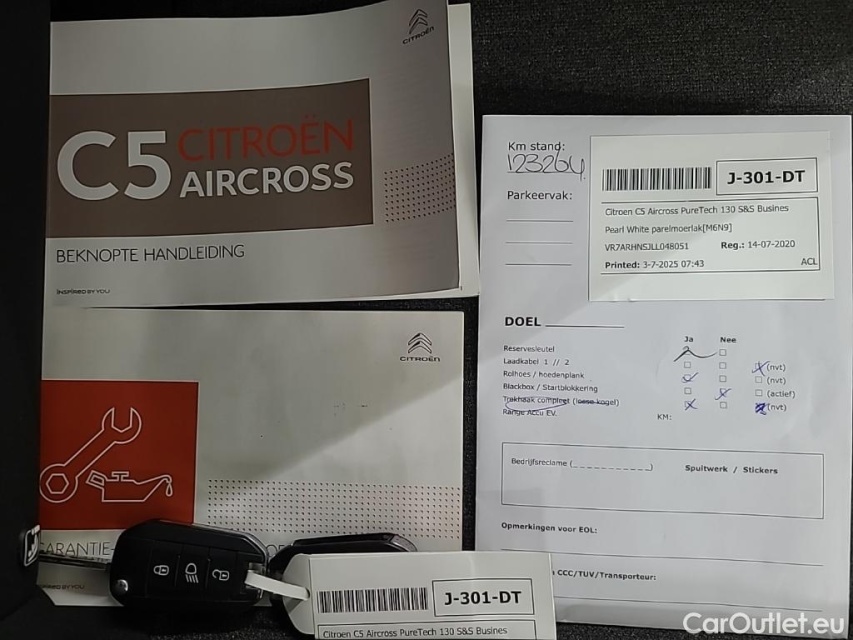 CITROËN
C5 CITROËN
AIRCROSS
BEKNOPTE HANDLEIDING
INSPIRED BY YOU
CITROËN
GARANTIE-
INSPIRED BY YOU
Km stand:
123264
Parkeervak:
J-301-DT
Citroen C5 Aircross PureTech 130 S&S Busines
Pearl White parelmoerlak[M6N9]
VR7ARHNSJLL048051 Reg.: 14-07-2020
Printed: 3-7-2025 07:43 ACL
DOEL
Ja Nee
Reservesleutel
Laadkabel 1 // 2 (nvt)
Rolhoes / hoedenplank (nvt)
Blackbox / Startblokkering (actief)
Trekhaak compleet (losse kogel) (nvt)
Range Accu EV. KM:
Bedrijfsreclame (_ _ _ _ _ _ _ _ _ _ _) Spuitwerk / Stickers
Opmerkingen voor EOL:
CCC/TUV/Transporteur:
J-301-DT
Citroen C5 Aircross PureTech 130 S&S Busines
CarOutlet.eu